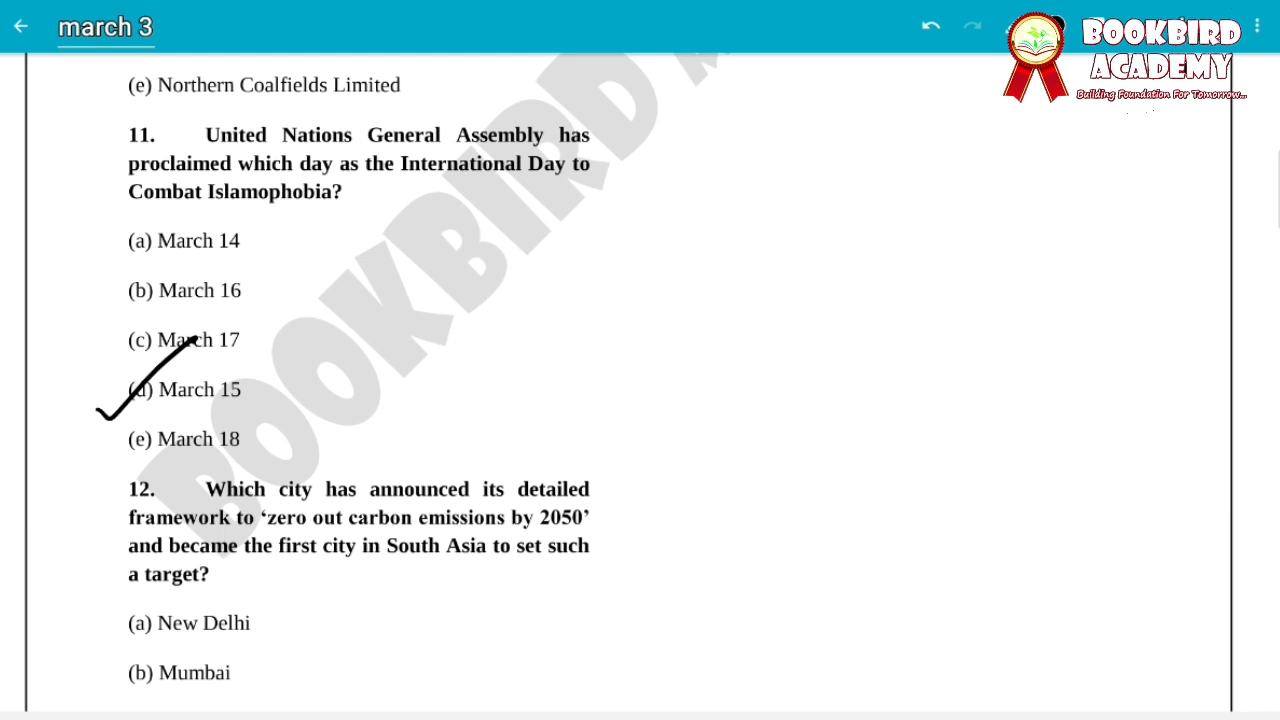 march 3
BOOKBIRD
ACADEMY
Building Foundation For Tomorrow...
(e) Northern Coalfields Limited
11. United Nations General Assembly has
proclaimed which day as the International Day to
Combat Islamophobia?
(a) March 14
(b) March 16
(c) March 17
(d) March 15
(e) March 18
12. Which city has announced its detailed
framework to ‘zero out carbon emissions by 2050’
and became the first city in South Asia to set such
a target?
(a) New Delhi
(b) Mumbai
BOOKBIRD